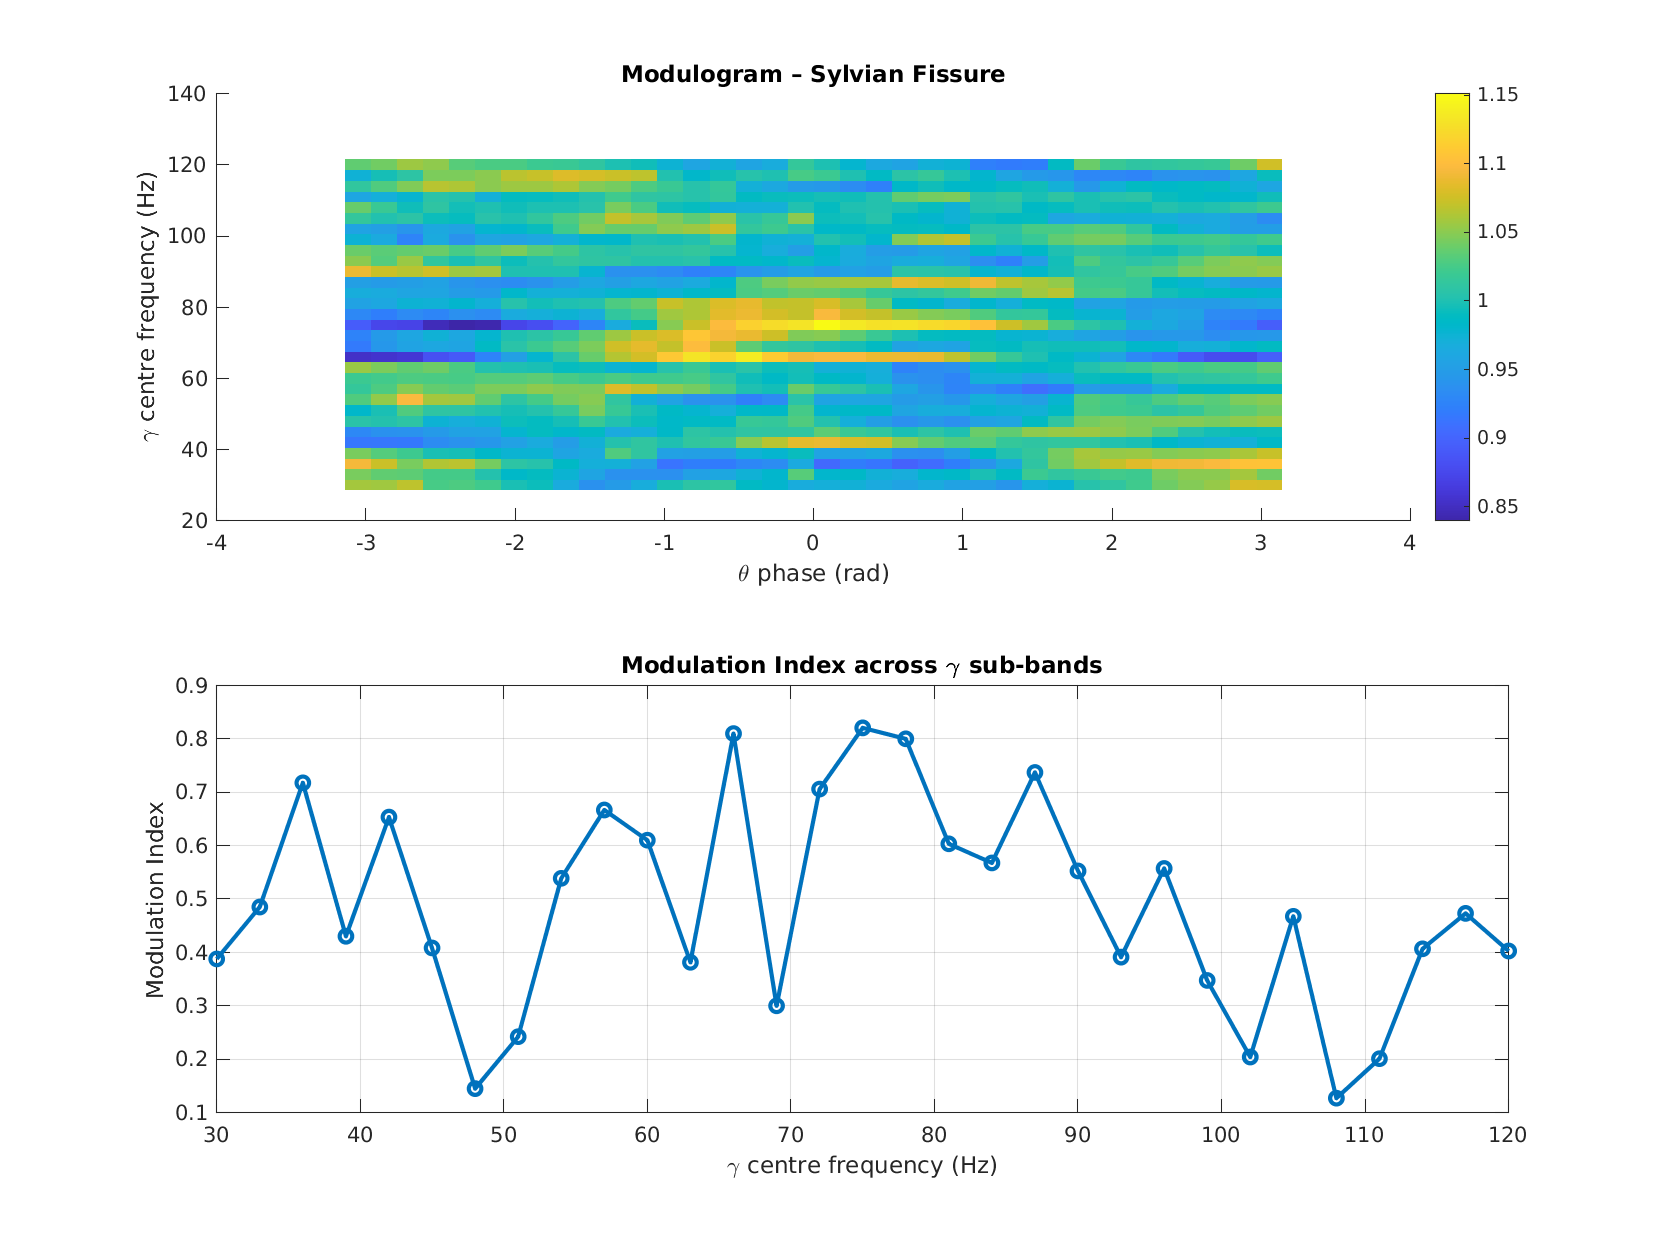 Modulogram – Sylvian Fissure
140
120
100
80
60
40
20
γ centre frequency (Hz)
-4 -3 -2 -1 0 1 2 3 4
θ phase (rad)
1.15
1.1
1.05
1
0.95
0.9
0.85
Modulation Index across γ sub-bands
0.9
0.8
0.7
0.6
0.5
0.4
0.3
0.2
0.1
Modulation Index
30 40 50 60 70 80 90 100 110 120
γ centre frequency (Hz)